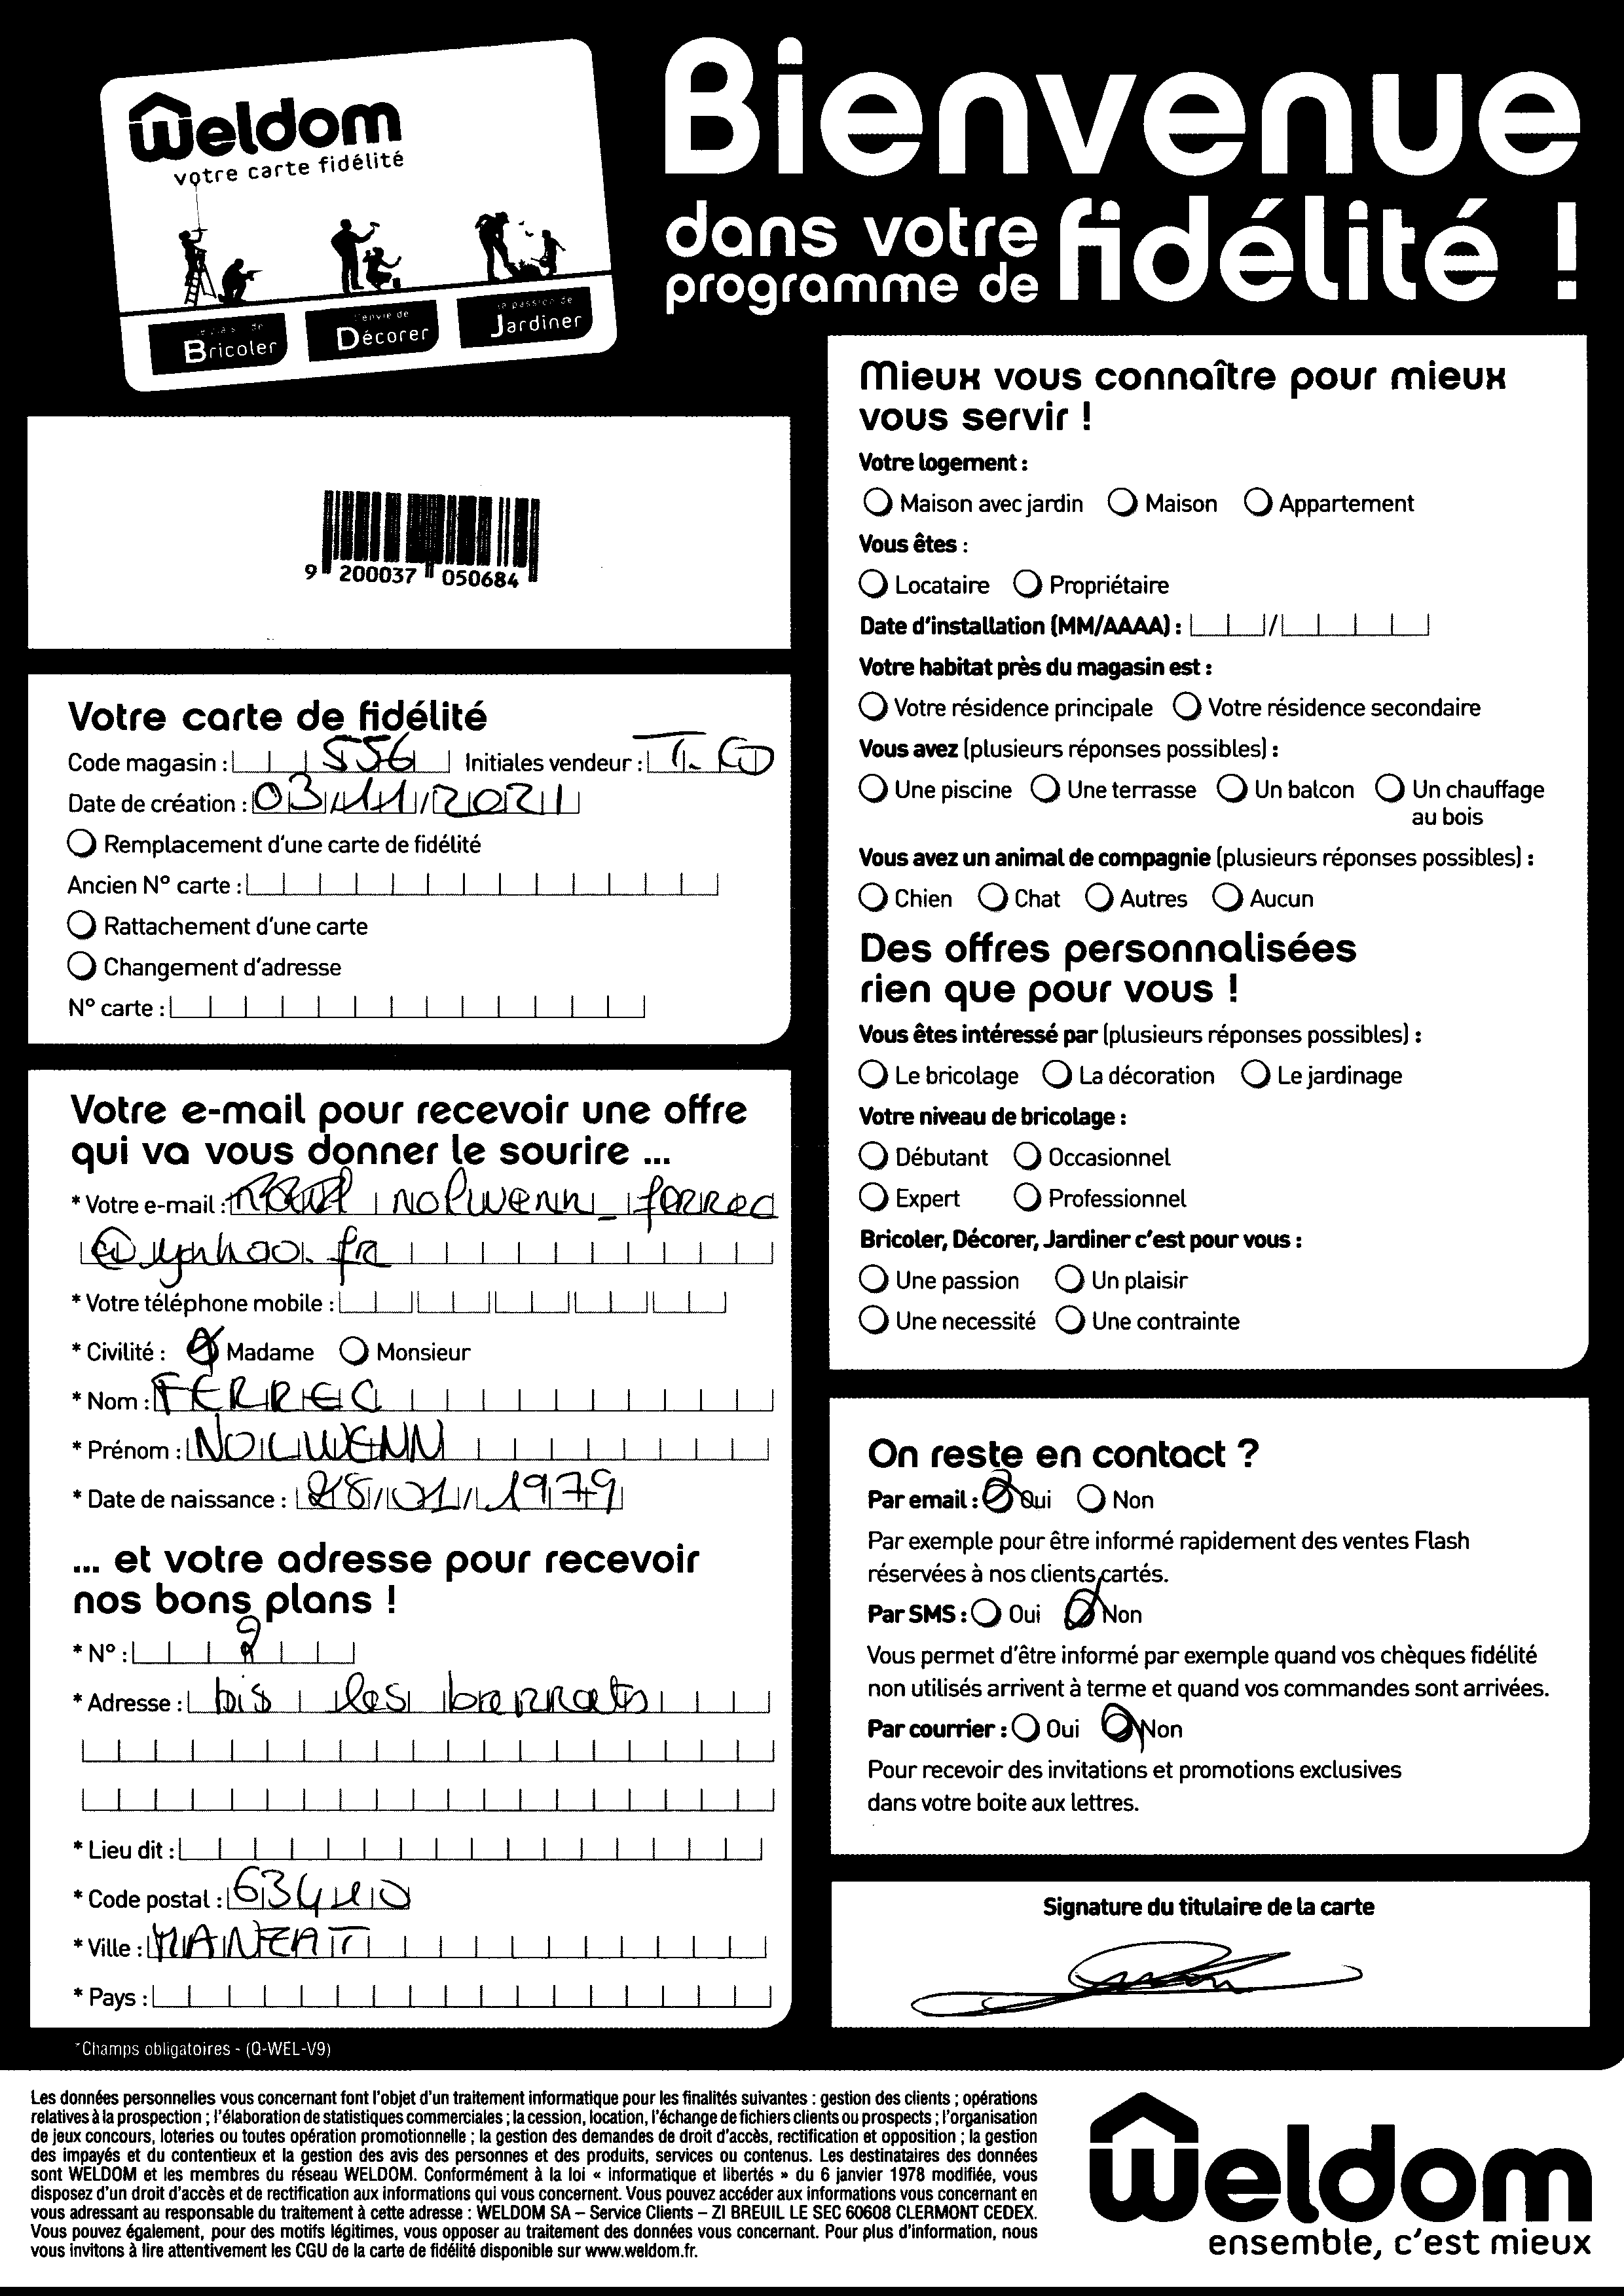 Weldom
votre carte fidélité
Bricoler
l'envie de
Décorer
la passion de
Jardiner
Bienvenue
dans votre
programme de
fidélité !
9 200037 050684
Votre carte de fidélité
Code magasin : 556 Initiales vendeur :
Date de création : 03/11/2021
Remplacement d'une carte de fidélité
Ancien N° carte :
Rattachement d'une carte
Changement d'adresse
N° carte :
Votre e-mail pour recevoir une offre
qui va vous donner le sourire ...
* Votre e-mail : nolwenn_ferrec
@yahoo.fr
* Votre téléphone mobile :
* Civilité : Madame Monsieur
* Nom : FERREC
* Prénom : NOLWENN
* Date de naissance : 28/01/1979
... et votre adresse pour recevoir
nos bons plans !
* N° : 2
* Adresse : bis les
* Lieu dit :
* Code postal : 63440
* Ville :
* Pays :
*Champs obligatoires - (Q-WEL-V9)
Mieux vous connaître pour mieux
vous servir !
Votre logement :
Maison avec jardin Maison Appartement
Vous êtes :
Locataire Propriétaire
Date d'installation (MM/AAAA) : /
Votre habitat près du magasin est :
Votre résidence principale Votre résidence secondaire
Vous avez (plusieurs réponses possibles) :
Une piscine Une terrasse Un balcon Un chauffage
au bois
Vous avez un animal de compagnie (plusieurs réponses possibles) :
Chien Chat Autres Aucun
Des offres personnalisées
rien que pour vous !
Vous êtes intéressé par (plusieurs réponses possibles) :
Le bricolage La décoration Le jardinage
Votre niveau de bricolage :
Débutant Occasionnel
Expert Professionnel
Bricoler, Décorer, Jardiner c'est pour vous :
Une passion Un plaisir
Une necessité Une contrainte
On reste en contact ?
Par email : Oui Non
Par exemple pour être informé rapidement des ventes Flash
réservées à nos clients cartés.
Par SMS : Oui Non
Vous permet d'être informé par exemple quand vos chèques fidélité
non utilisés arrivent à terme et quand vos commandes sont arrivées.
Par courrier : Oui Non
Pour recevoir des invitations et promotions exclusives
dans votre boite aux lettres.
Signature du titulaire de la carte
Les données personnelles vous concernant font l'objet d'un traitement informatique pour les finalités suivantes : gestion des clients ; opérations
relatives à la prospection ; l'élaboration de statistiques commerciales ; la cession, location, l'échange de fichiers clients ou prospects ; l'organisation
de jeux concours, loteries ou toutes opération promotionnelle ; la gestion des demandes de droit d'accès, rectification et opposition ; la gestion
des impayés et du contentieux et la gestion des avis des personnes et des produits, services ou contenus. Les destinataires des données
sont WELDOM et les membres du réseau WELDOM. Conformément à la loi « informatique et libertés » du 6 janvier 1978 modifiée, vous
disposez d'un droit d'accès et de rectification aux informations qui vous concernent. Vous pouvez accéder aux informations vous concernant en
vous adressant au responsable du traitement à cette adresse : WELDOM SA – Service Clients – ZI BREUIL LE SEC 60608 CLERMONT CEDEX.
Vous pouvez également, pour des motifs légitimes, vous opposer au traitement des données vous concernant. Pour plus d'information, nous
vous invitons à lire attentivement les CGU de la carte de fidélité disponible sur www.weldom.fr.
Weldom
ensemble, c'est mieux